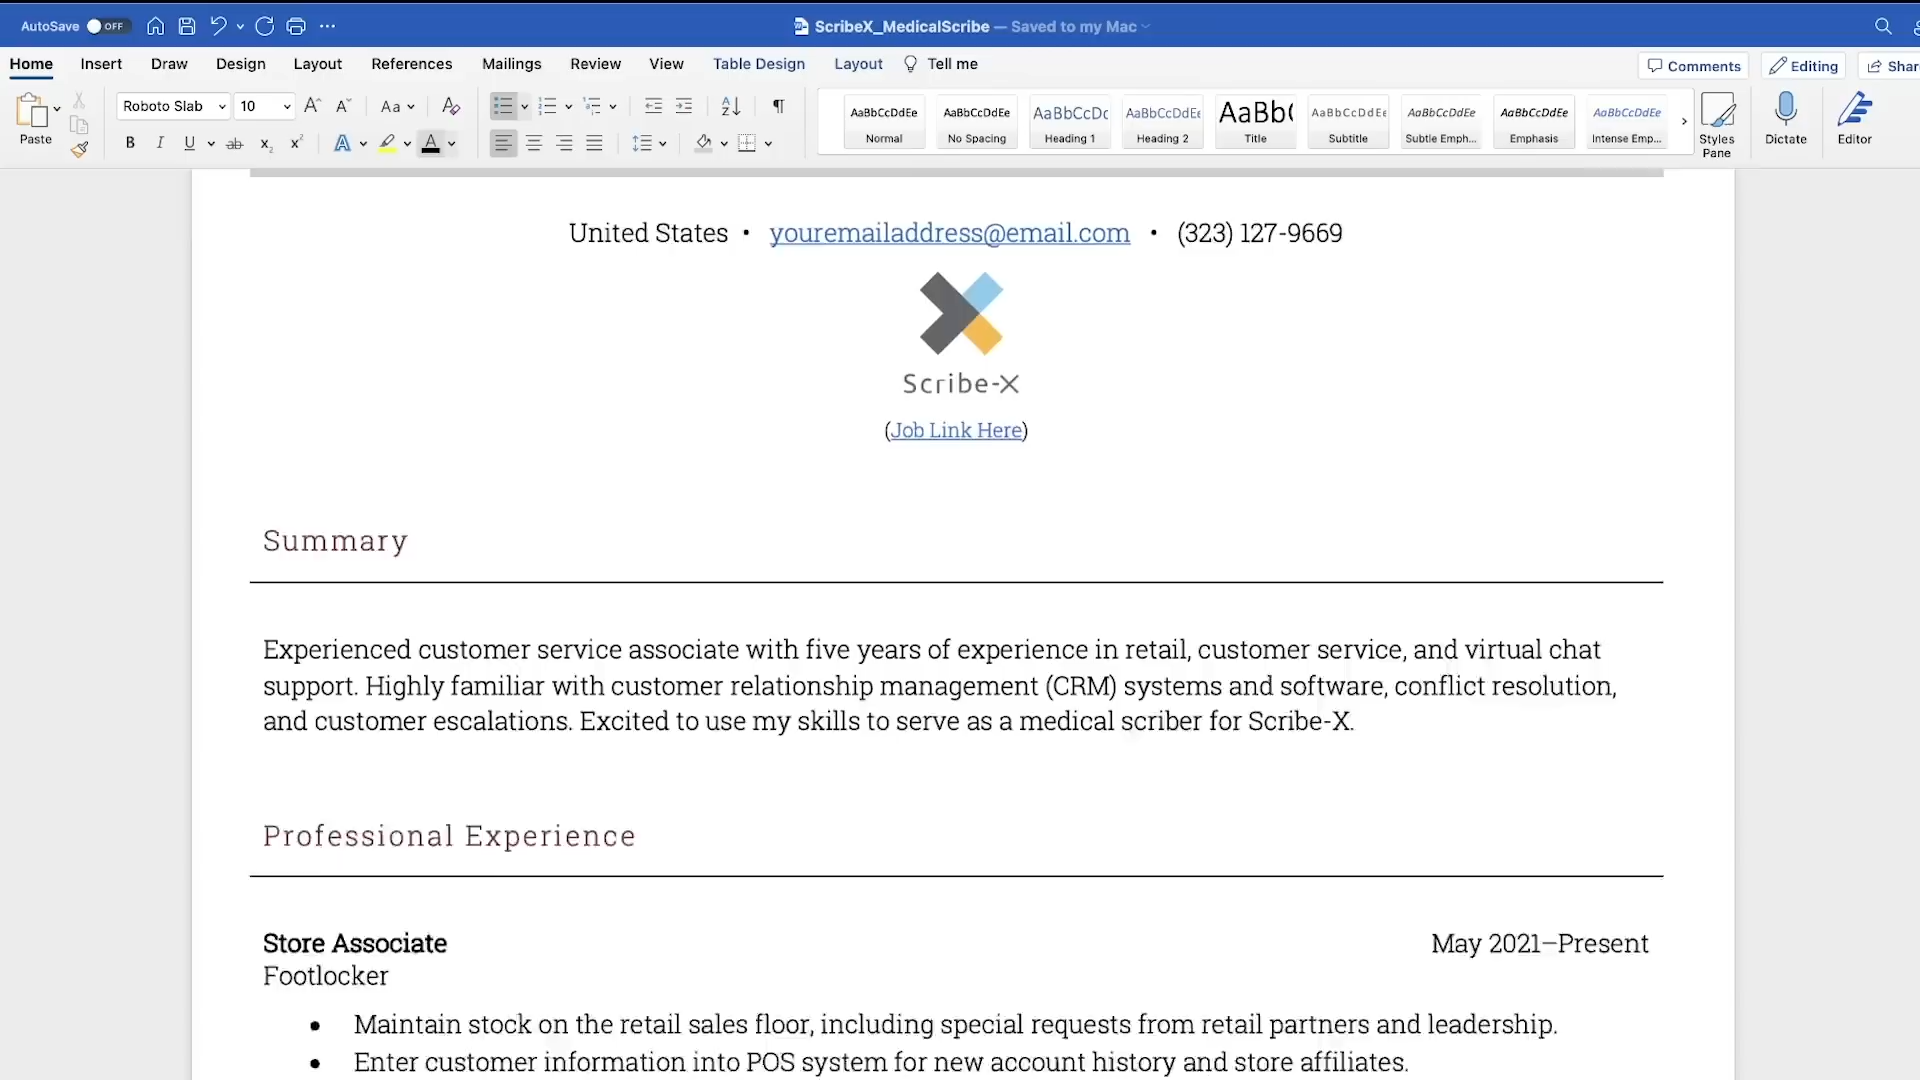 AutoSave OFF ScribeX_MedicalScribe — Saved to my Mac
Home Insert Draw Design Layout References Mailings Review View Table Design Layout Tell me Comments Editing
Roboto Slab 10 Aa
AaBbCcDdEe AaBbCcDdEe AaBbCcDc AaBbCcDdEe AaBb( AaBbCcDdEe AaBbCcDdEe AaBbCcDdEe AaBbCcDdEe
Paste Normal No Spacing Heading 1 Heading 2 Title Subtitle Subtle Emph... Emphasis Intense Emp... Styles Pane Dictate Editor
B I U ab x₂ x² A A
United States • youremailaddress@email.com • (323) 127-9669
Scribe-X
(Job Link Here)
Summary
Experienced customer service associate with five years of experience in retail, customer service, and virtual chat
support. Highly familiar with customer relationship management (CRM) systems and software, conflict resolution,
and customer escalations. Excited to use my skills to serve as a medical scriber for Scribe-X.
Professional Experience
Store Associate May 2021–Present
Footlocker
• Maintain stock on the retail sales floor, including special requests from retail partners and leadership.
• Enter customer information into POS system for new account history and store affiliates.